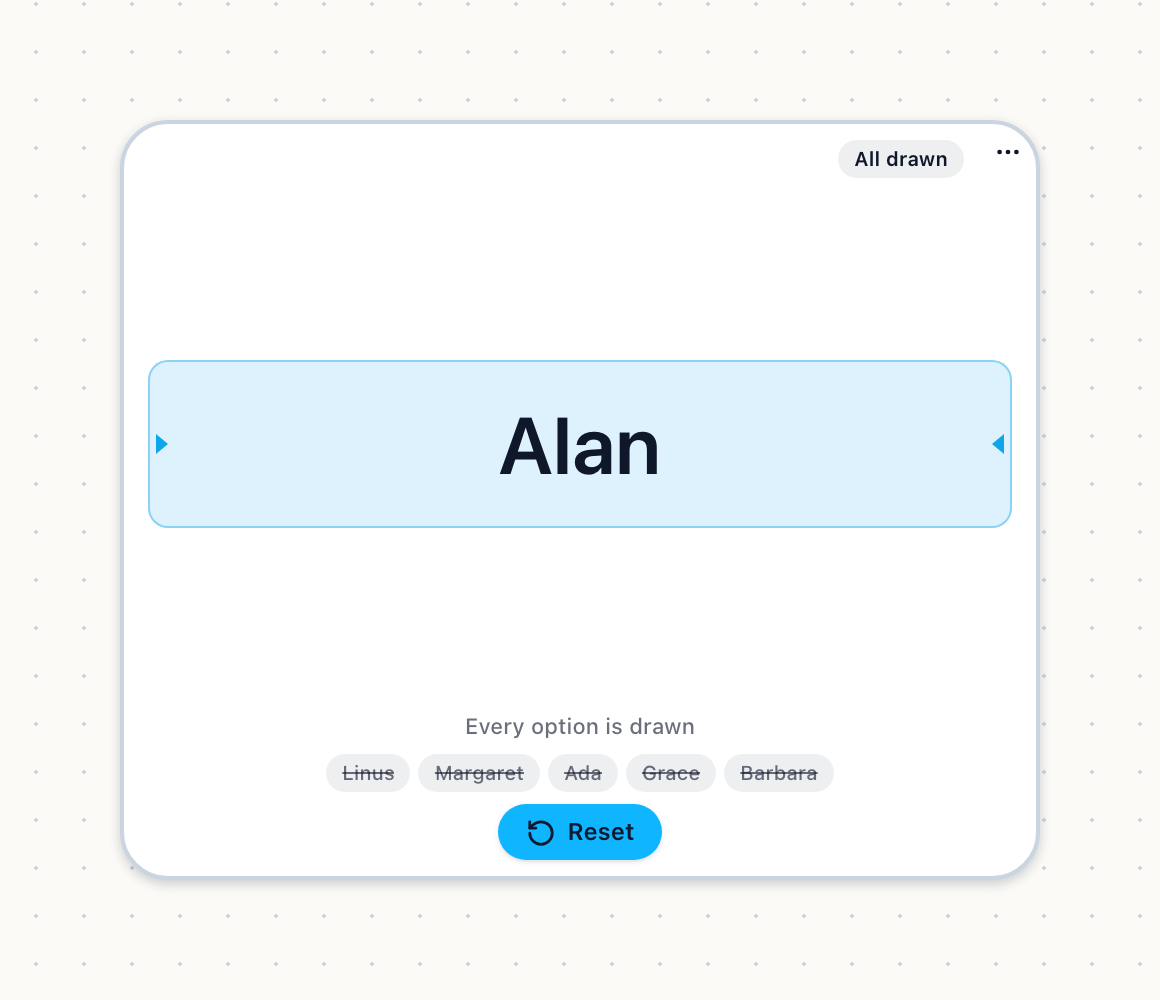 All drawn
Alan
Every option is drawn
Linus Margaret Ada Grace Barbara
Reset